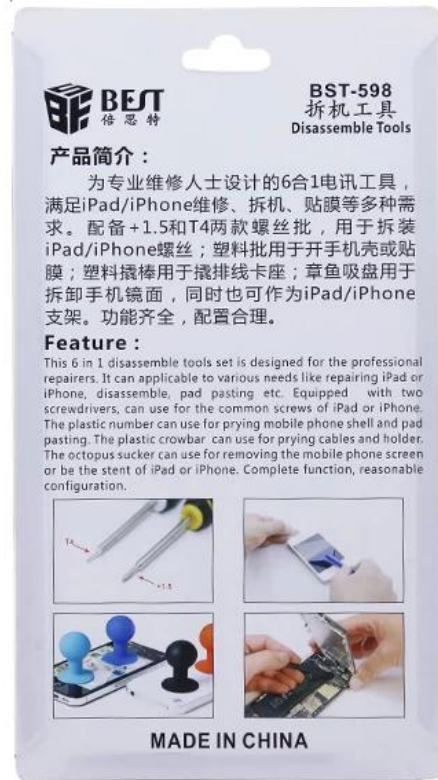 BEST
倍思特
BST-598
拆机工具
Disassemble Tools
产品简介：
为专业维修人士设计的6合1电讯工具，
满足iPad/iPhone维修、拆机、贴膜等多种需
求。配备+1.5和T4两款螺丝批，用于拆装
iPad/iPhone螺丝；塑料批用于开手机壳或贴
膜；塑料撬棒用于撬排线卡座；章鱼吸盘用于
拆卸手机镜面，同时也可作为iPad/iPhone
支架。功能齐全，配置合理。
Feature：
This 6 in 1 disassemble tools set is designed for the professional
repairers. It can applicable to various needs like repairing iPad or
iPhone, disassemble, pad pasting etc. Equipped with two
screwdrivers, can use for the common screws of iPad or iPhone.
The plastic number can use for prying mobile phone shell and pad
pasting. The plastic crowbar can use for prying cables and holder.
The octopus sucker can use for removing the mobile phone screen
or be the stent of iPad or iPhone. Complete function, reasonable
configuration.
T4
+1.5
MADE IN CHINA